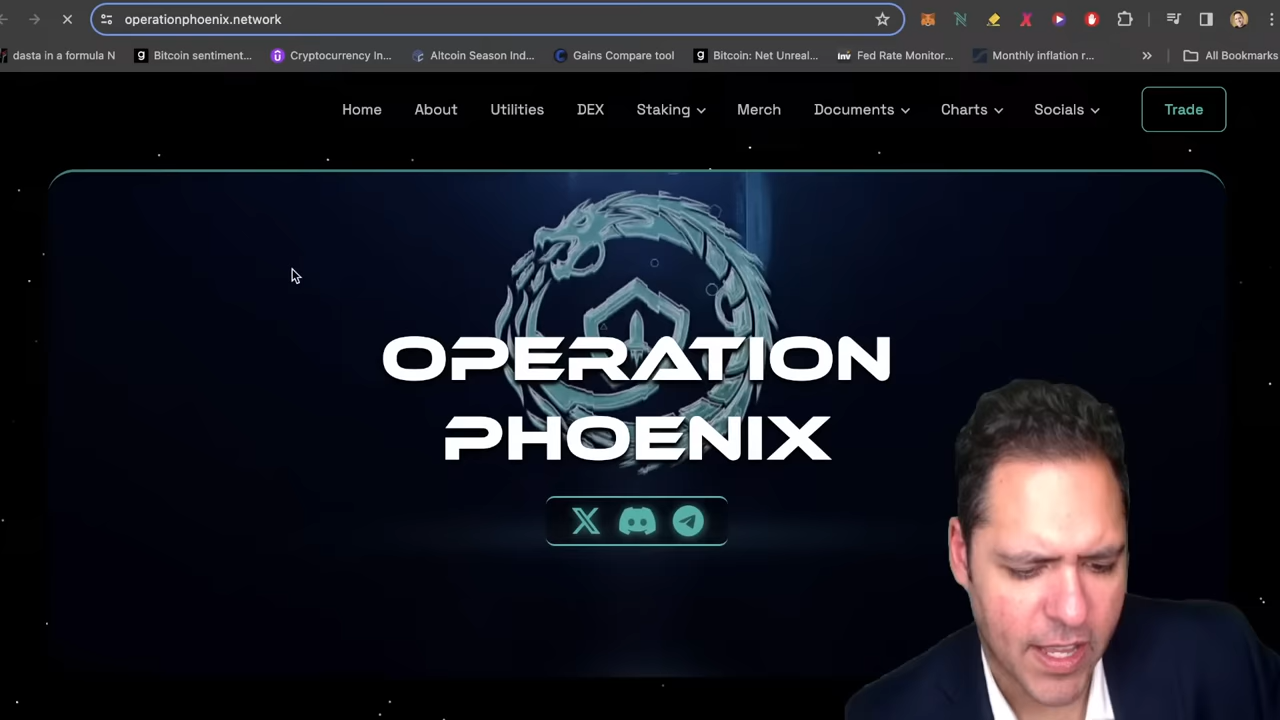 operationphoenix.network
dasta in a formula N
Bitcoin sentiment...
Cryptocurrency In...
Altcoin Season Ind...
Gains Compare tool
Bitcoin: Net Unreal...
Fed Rate Monitor...
Monthly inflation r...
»
All Bookmarks
Home
About
Utilities
DEX
Staking
Merch
Documents
Charts
Socials
Trade
OPERATION
PHOENIX